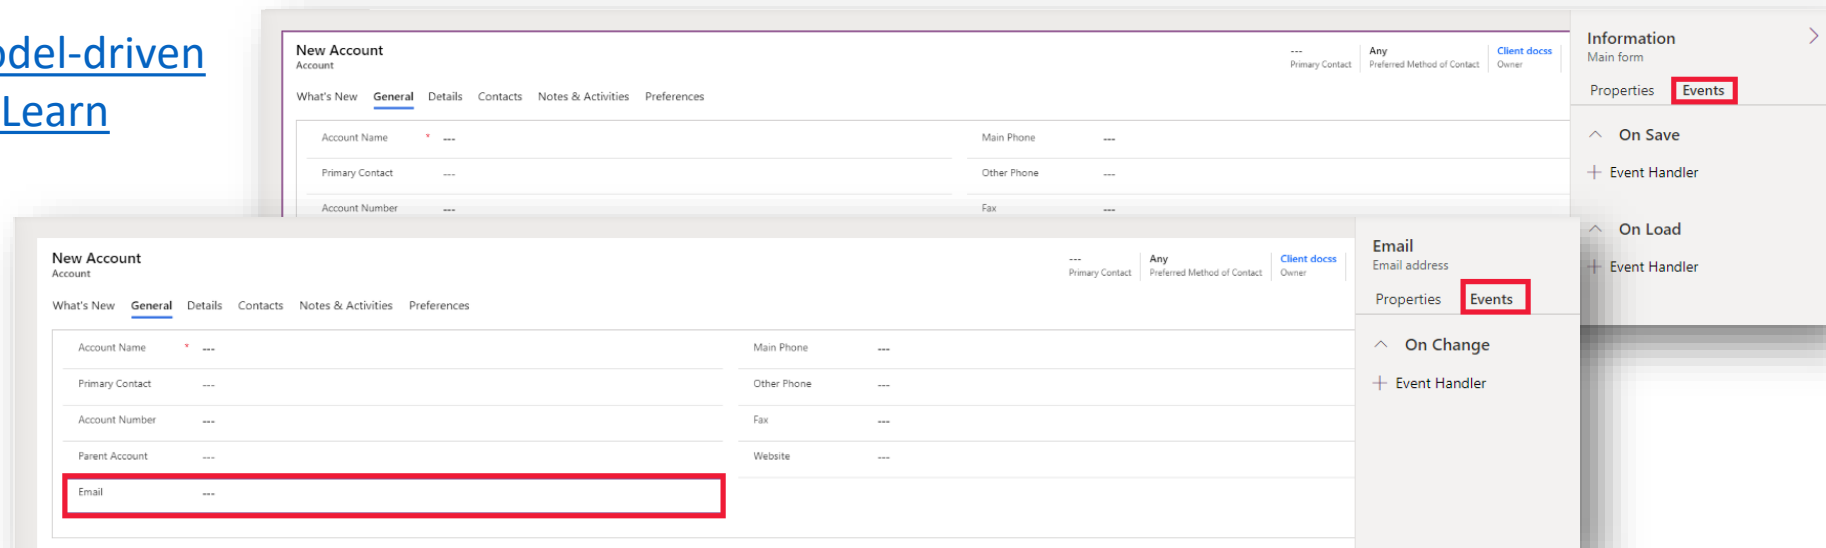 odel-driven
Learn
New Account
Account
--- Any Client docss
Primary Contact Preferred Method of Contact Owner
What's New General Details Contacts Notes & Activities Preferences
Account Name * ---
Main Phone ---
Primary Contact ---
Other Phone ---
Account Number ---
Fax ---
Information
Main form
Properties Events
On Save
+ Event Handler
On Load
+ Event Handler
New Account
Account
--- Any Client docss
Primary Contact Preferred Method of Contact Owner
What's New General Details Contacts Notes & Activities Preferences
Account Name * ---
Main Phone ---
Primary Contact ---
Other Phone ---
Account Number ---
Fax ---
Parent Account ---
Website ---
Email ---
Email
Email address
Properties Events
On Change
+ Event Handler